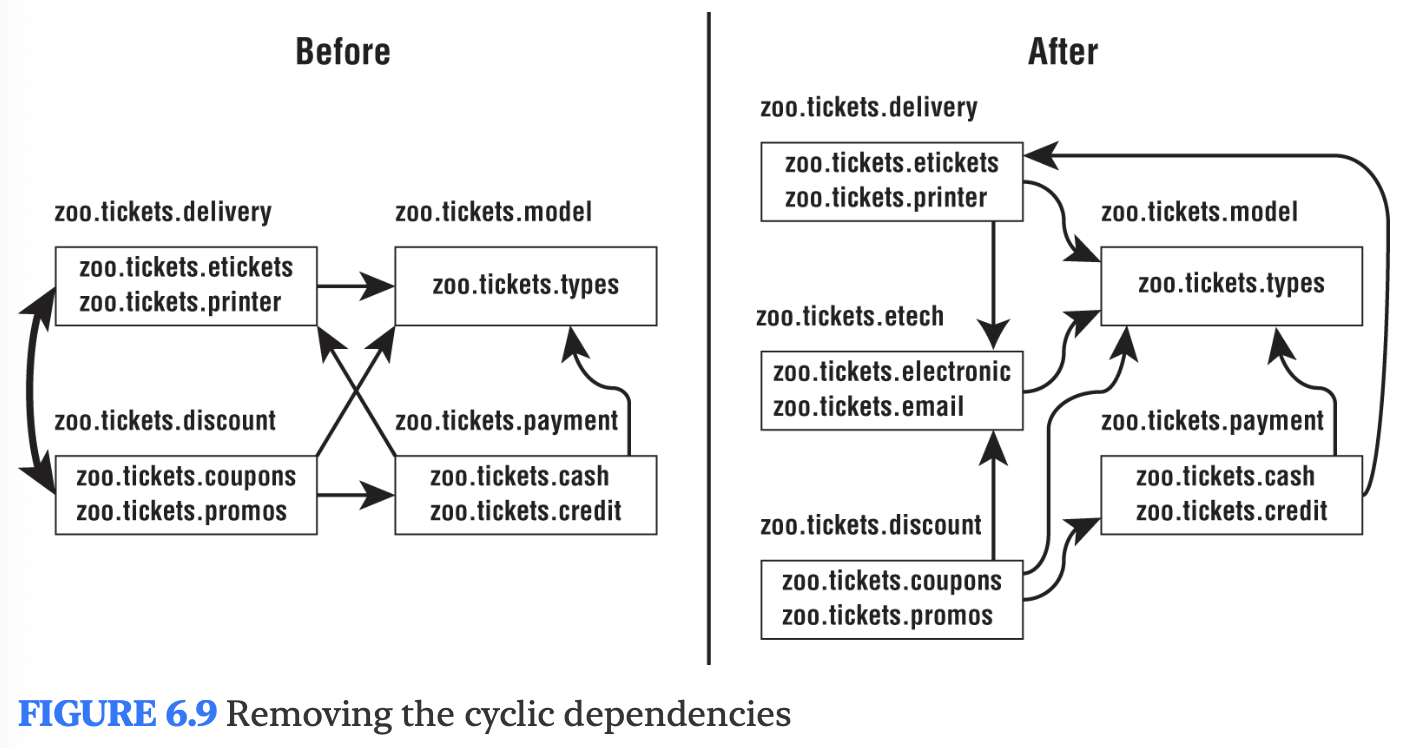 Before
zoo.tickets.delivery
zoo.tickets.etickets
zoo.tickets.printer
zoo.tickets.model
zoo.tickets.types
zoo.tickets.discount
zoo.tickets.coupons
zoo.tickets.promos
zoo.tickets.payment
zoo.tickets.cash
zoo.tickets.credit
After
zoo.tickets.delivery
zoo.tickets.etickets
zoo.tickets.printer
zoo.tickets.model
zoo.tickets.types
zoo.tickets.etech
zoo.tickets.electronic
zoo.tickets.email
zoo.tickets.payment
zoo.tickets.cash
zoo.tickets.credit
zoo.tickets.discount
zoo.tickets.coupons
zoo.tickets.promos
FIGURE 6.9 Removing the cyclic dependencies